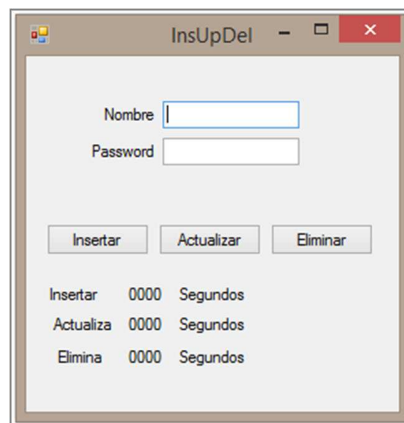 InsUpDel
Nombre
Password
Insertar Actualizar Eliminar
Insertar 0000 Segundos
Actualiza 0000 Segundos
Elimina 0000 Segundos